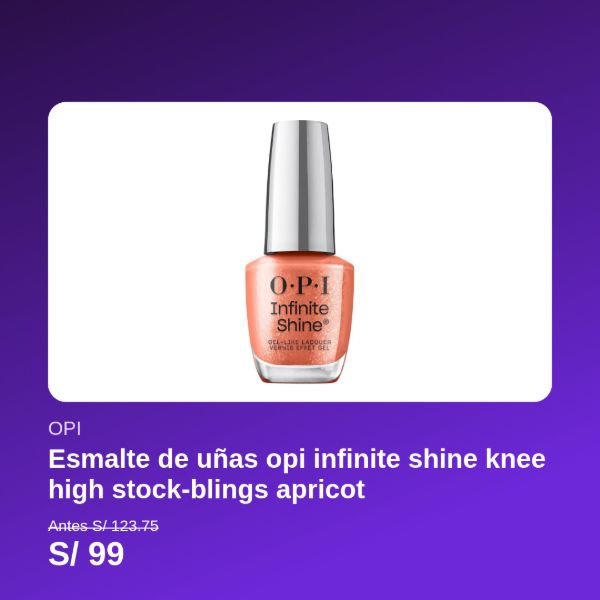 O·P·I
Infinite
Shine®
GEL-LIKE LACQUER
VERNIS EFFET GEL
OPI
Esmalte de uñas opi infinite shine knee
high stock-blings apricot
Antes S/ 123.75
S/ 99